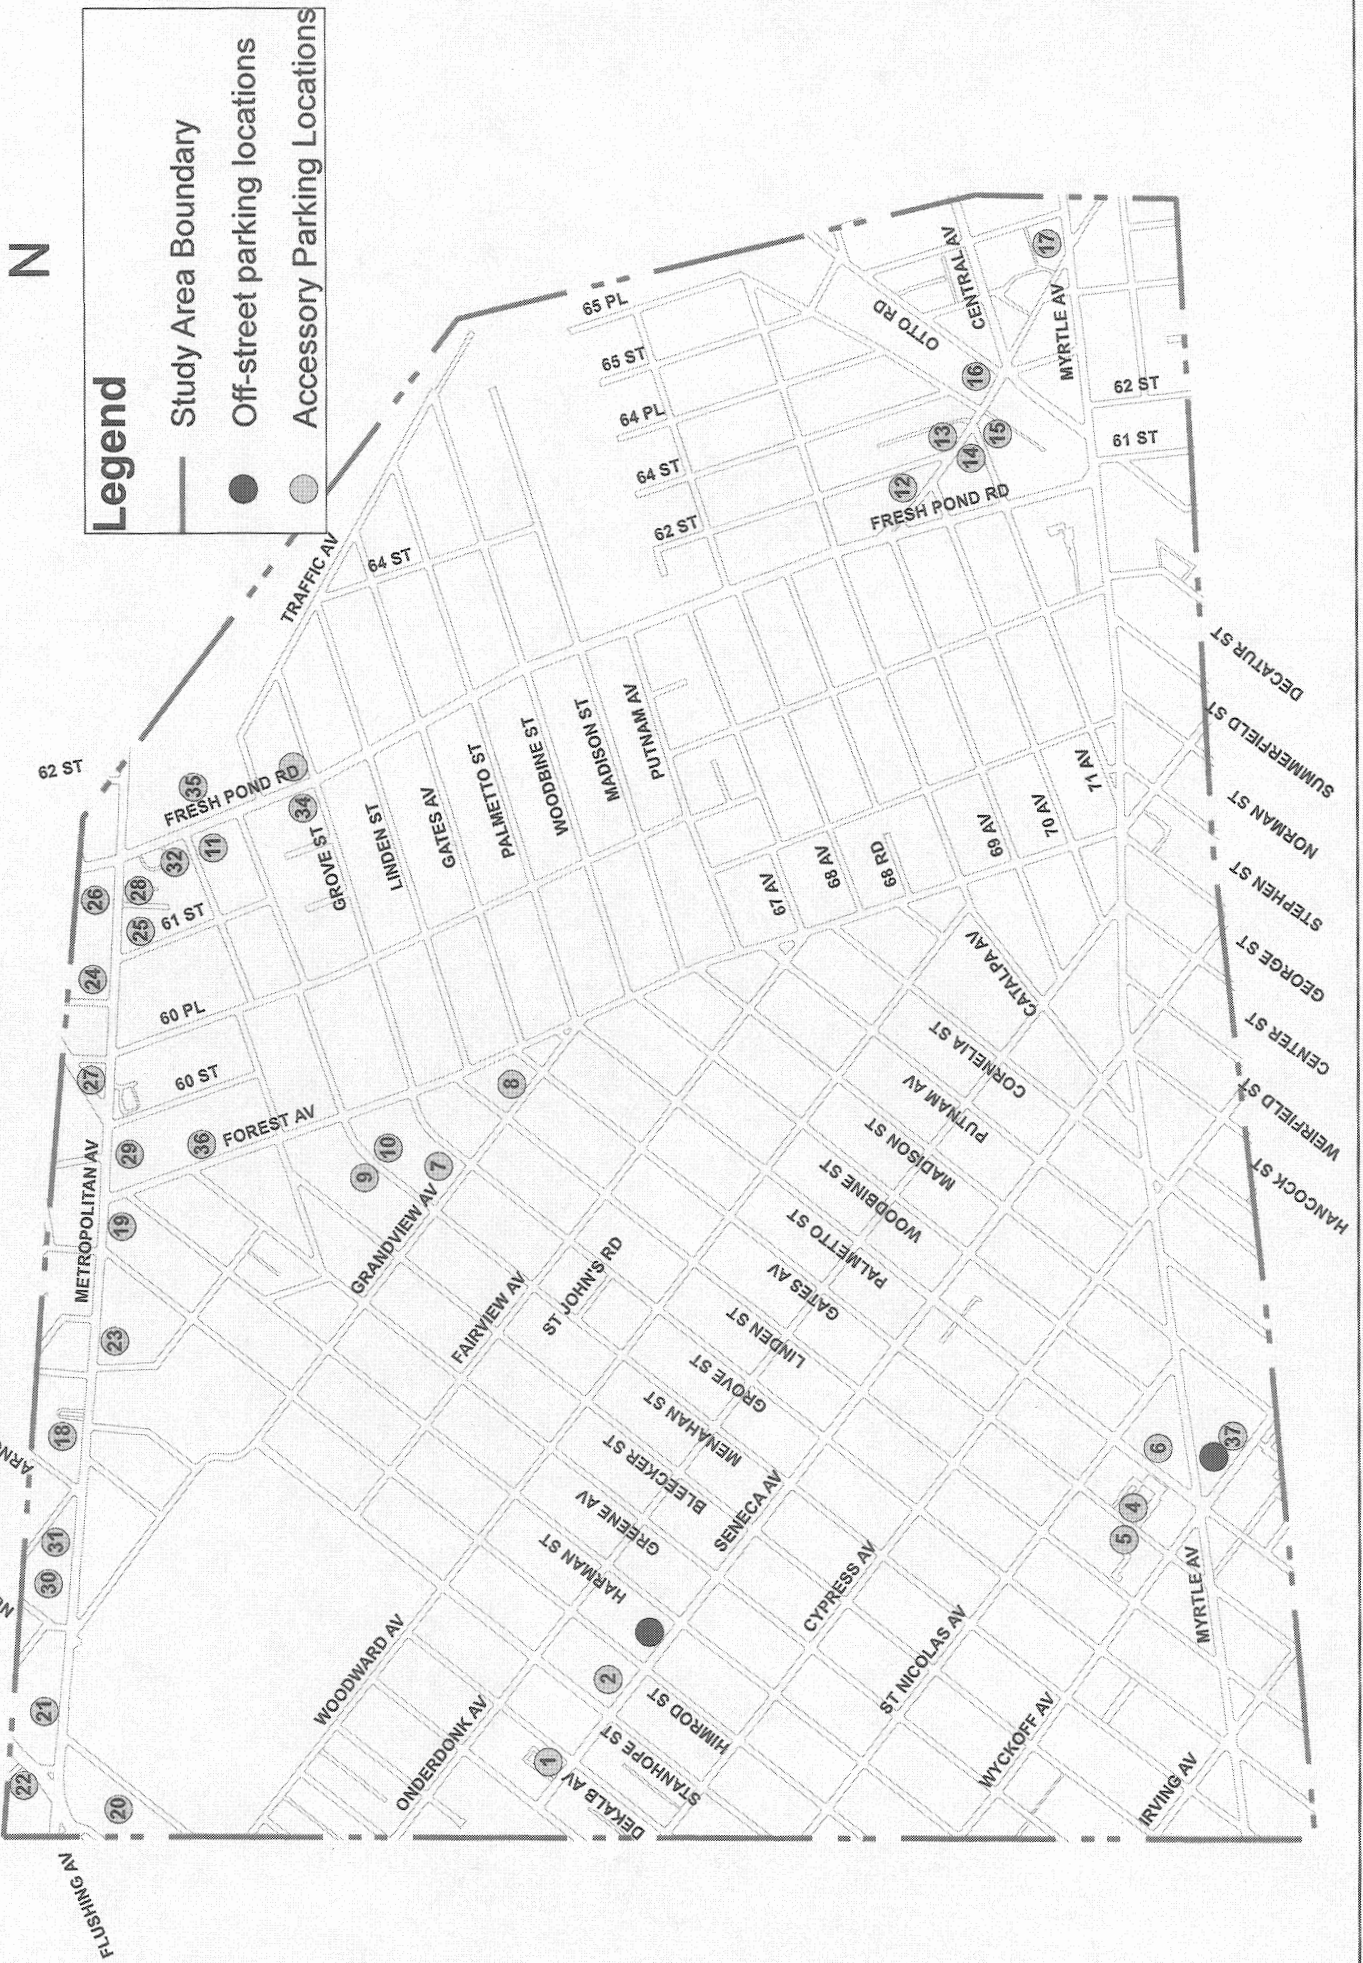 N
Legend
Study Area Boundary
Off-street parking locations
Accessory Parking Locations
FLUSHING AV
22
20
21
30
31
ARNO
18
23
METROPOLITAN AV
19
29
36
27
24
26
25
28
32
11
35
34
62 ST
FRESH POND RD
61 ST
60 PL
60 ST
FOREST AV
TRAFFIC AV
64 ST
GROVE ST
LINDEN ST
GATES AV
PALMETTO ST
WOODBINE ST
MADISON ST
PUTNAM AV
9
10
7
8
GRANDVIEW AV
FAIRVIEW AV
ST JOHN'S RD
WOODWARD AV
ONDERDONK AV
SENECA AV
CYPRESS AV
ST NICOLAS AV
WYCKOFF AV
IRVING AV
MYRTLE AV
1
2
DEKALB AV
STANHOPE ST
HIMROD ST
HARMAN ST
GREENE AV
BLEECKER ST
MENAHAN ST
GROVE ST
LINDEN ST
GATES AV
PALMETTO ST
WOODBINE ST
MADISON ST
PUTNAM AV
CORNELIA ST
CATALPA AV
5
4
6
37
67 AV
68 AV
68 RD
69 AV
70 AV
71 AV
62 ST
64 ST
64 PL
65 ST
65 PL
FRESH POND RD
12
13
14
15
16
17
OTTO RD
CENTRAL AV
MYRTLE AV
61 ST
62 ST
HANCOCK ST
WEIRFIELD ST
CENTER ST
GEORGE ST
STEPHEN ST
NORMAN ST
SUMMERFIELD ST
DECATUR ST